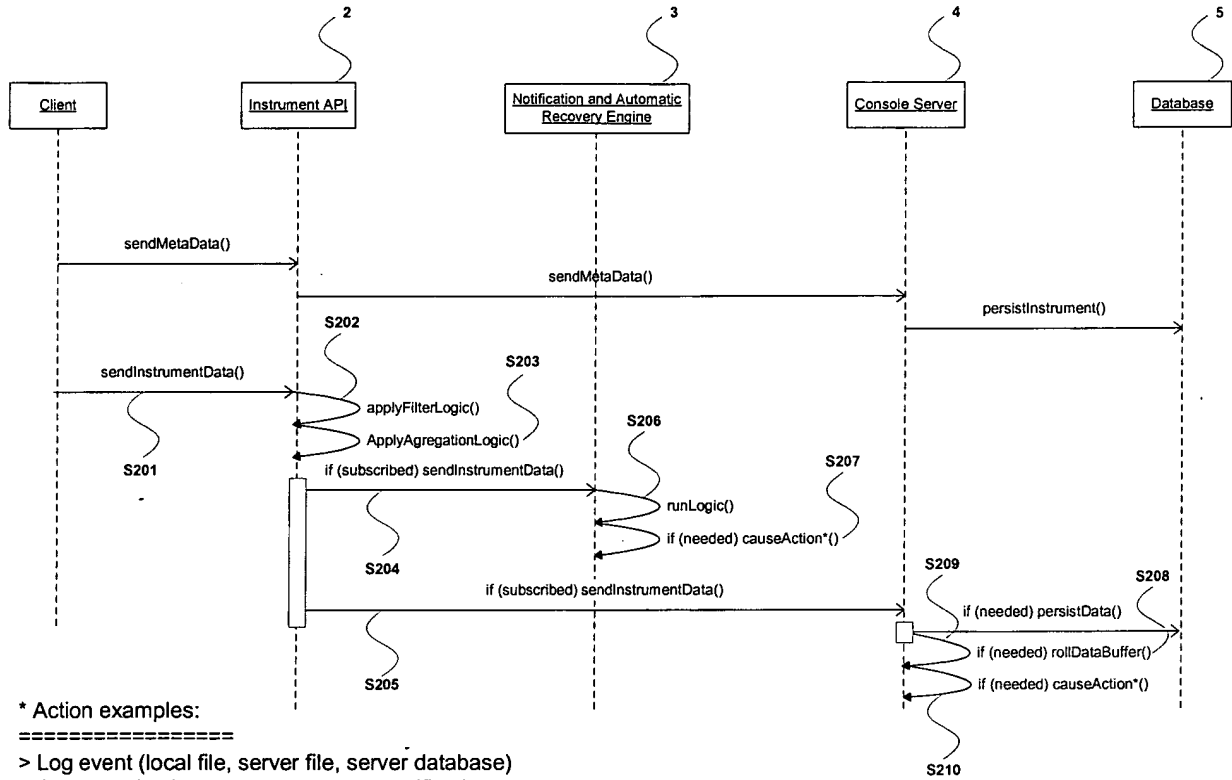 2
3
4
5
Client
Instrument API
Notification and Automatic
Recovery Engine
Console Server
Database
sendMetaData()
sendMetaData()
persistInstrument()
S202
sendInstrumentData()
S203
applyFilterLogic()
ApplyAgregationLogic()
S206
S201
if (subscribed) sendInstrumentData()
S207
runLogic()
if (needed) causeAction*()
S204
if (subscribed) sendInstrumentData()
S209
S208
if (needed) persistData()
if (needed) rollDataBuffer()
S205
if (needed) causeAction*()
S210
* Action examples:
=================
> Log event (local file, server file, server database)